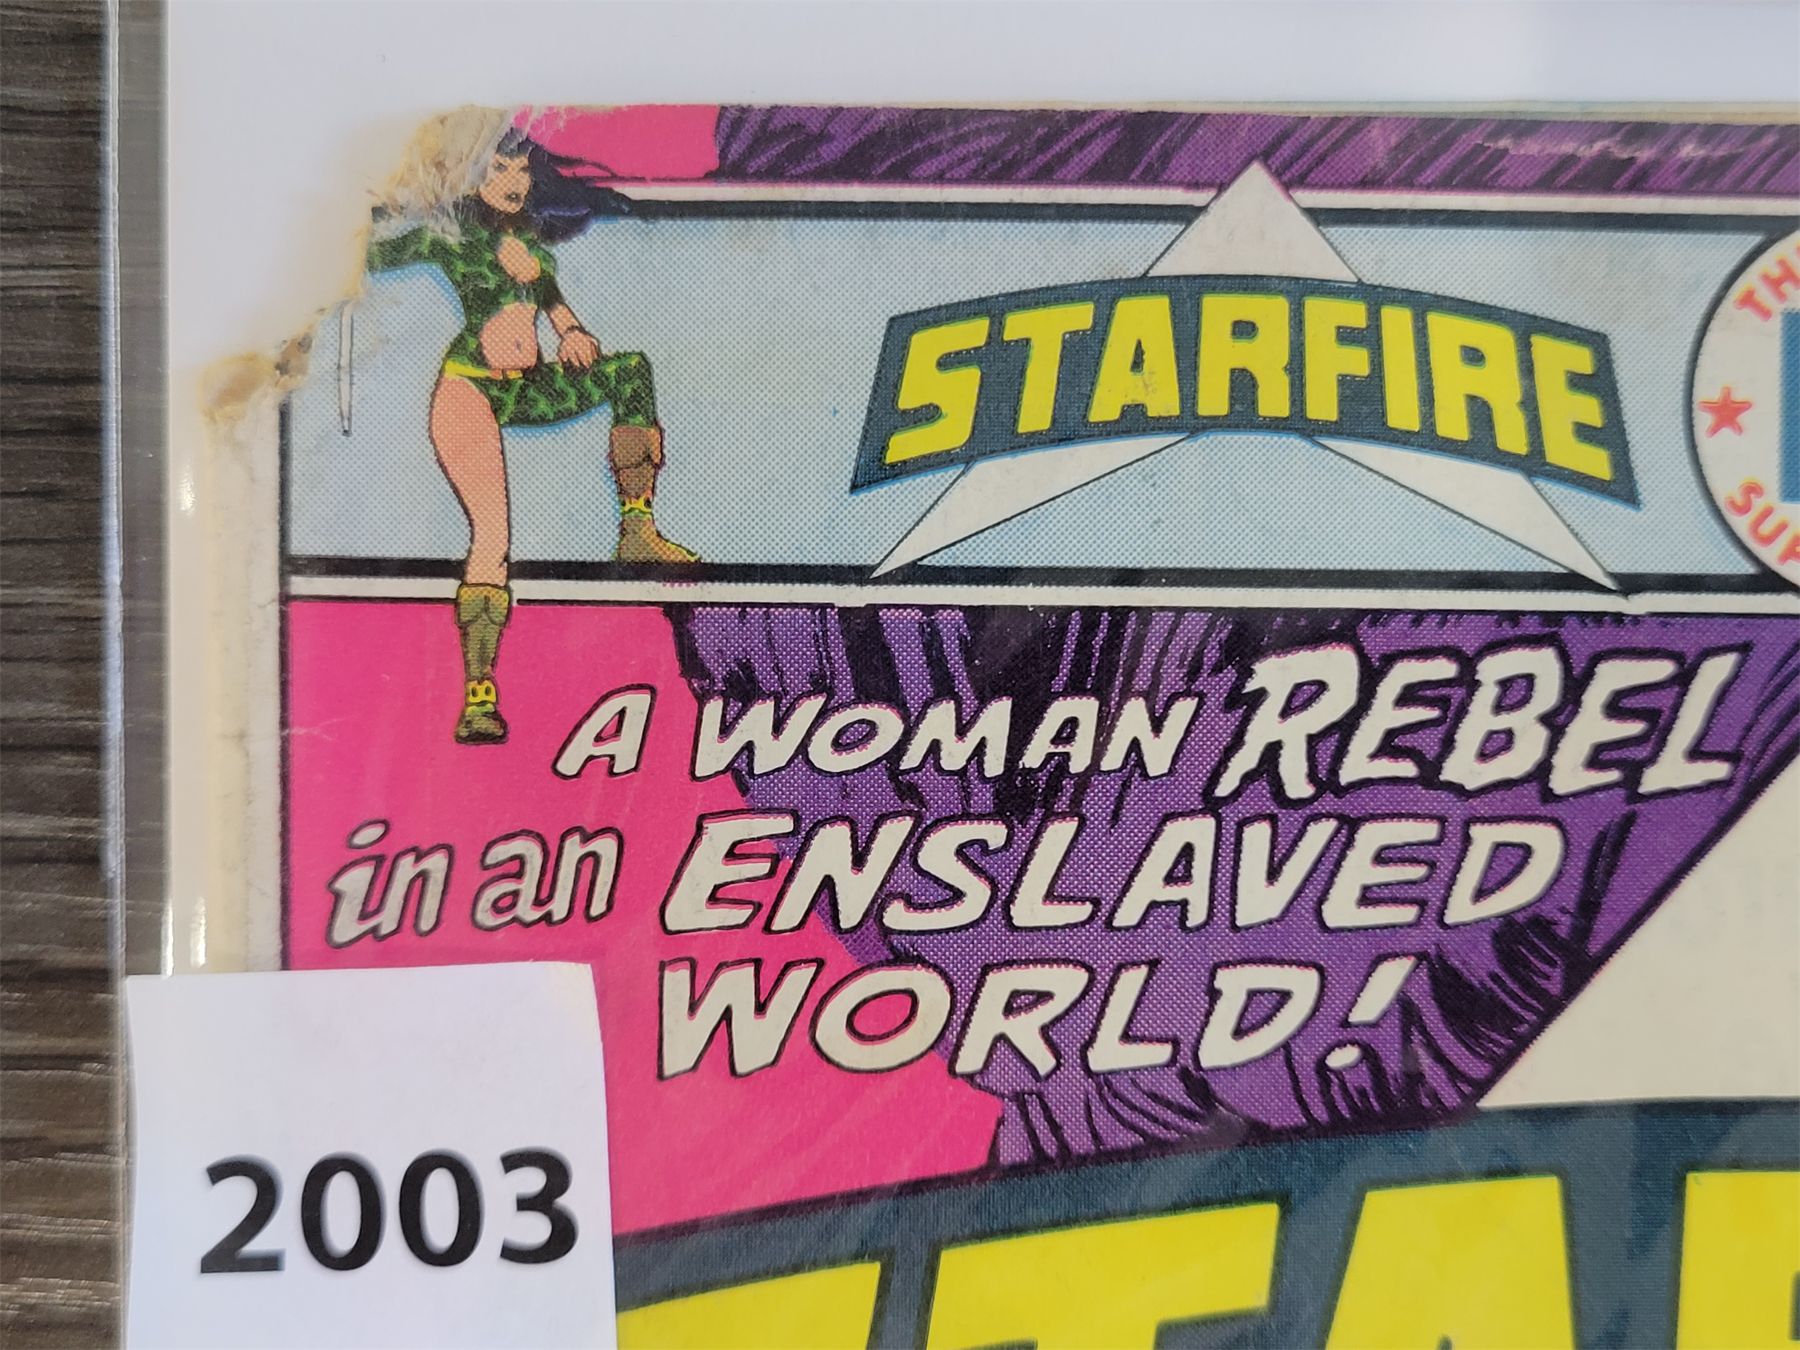 STARFIRE
A WOMAN REBEL
in an ENSLAVED
WORLD!
2003